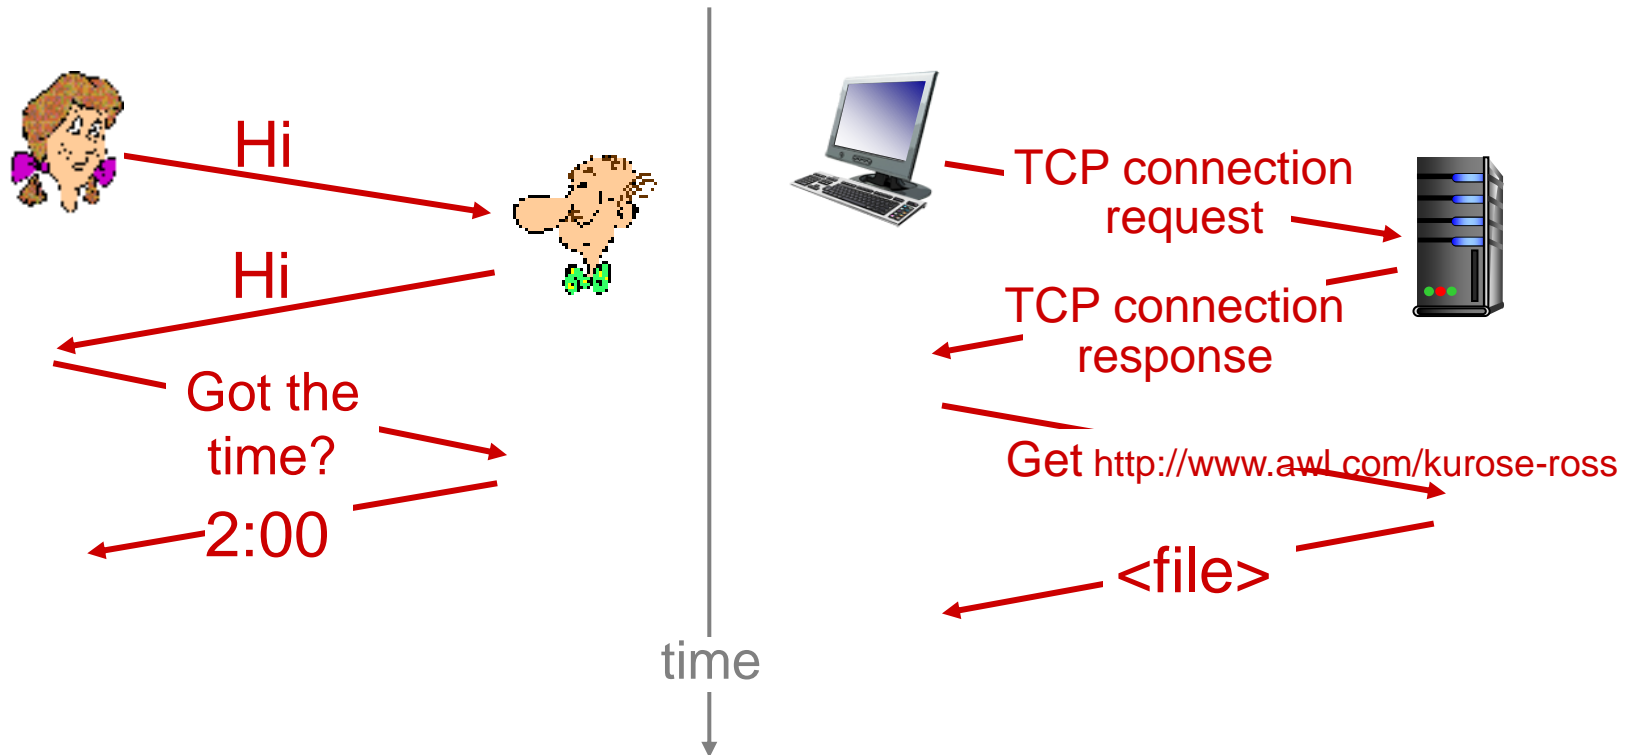 Hi
Hi
Got the
time?
2:00
time
TCP connection
request
TCP connection
response
Get http://www.awl.com/kurose-ross
<file>